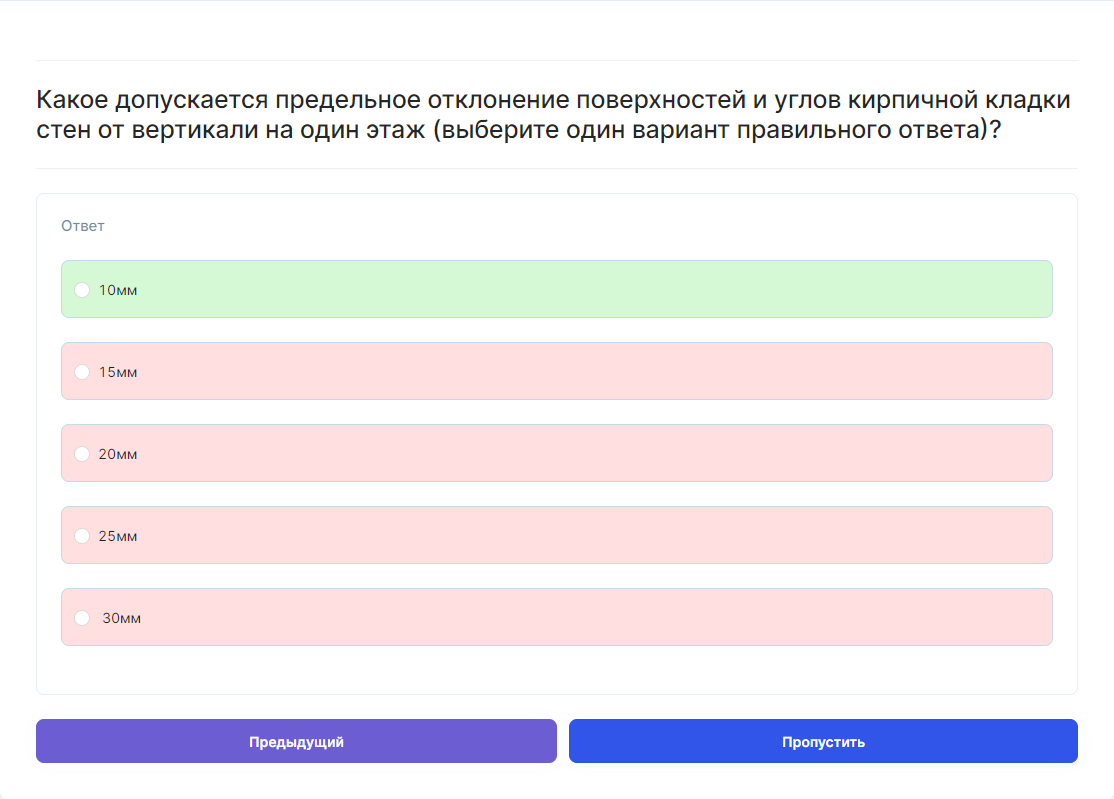 Какое допускается предельное отклонение поверхностей и углов кирпичной кладки
стен от вертикали на один этаж (выберите один вариант правильного ответа)?
Ответ
10мм
15мм
20мм
25мм
30мм
Предыдущий
Пропустить